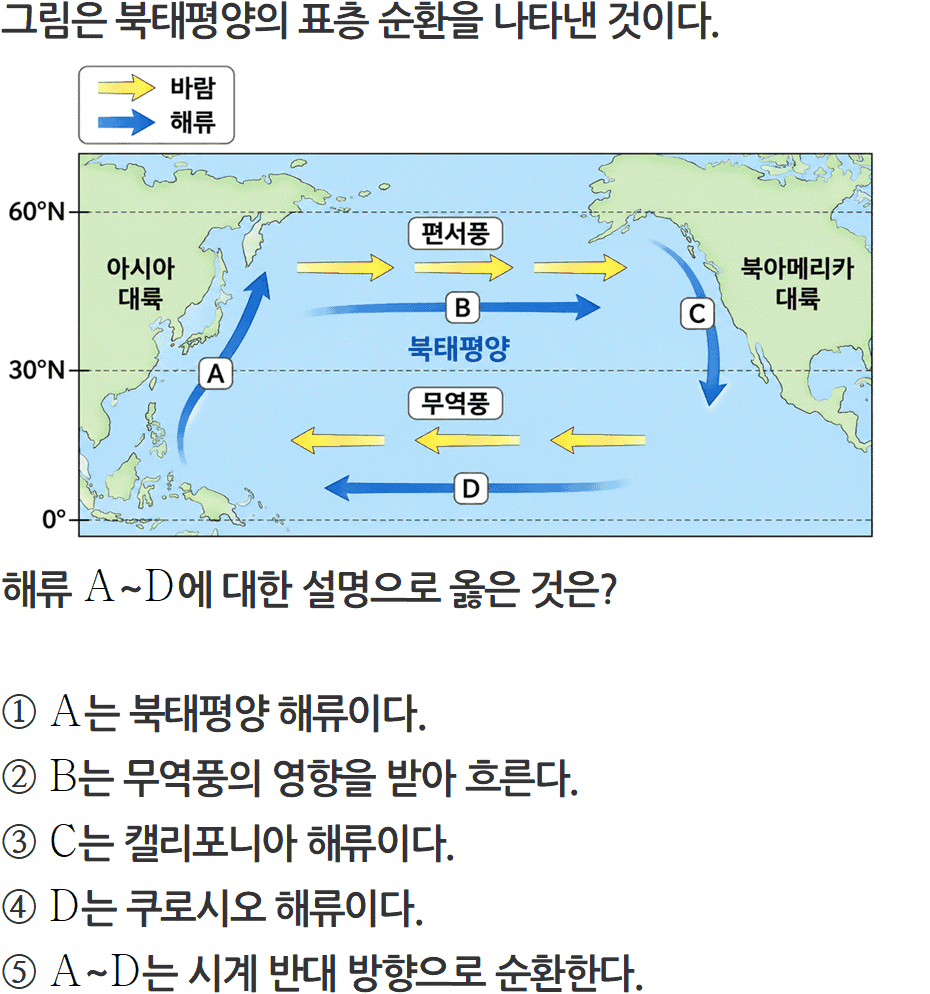 그림은 북태평양의 표층 순환을 나타낸 것이다.
바람
해류
60°N
편서풍
아시아
대륙
북아메리카
대륙
B
C
북태평양
30°N
A
무역풍
D
0°
해류 A~D에 대한 설명으로 옳은 것은?
① A는 북태평양 해류이다.
② B는 무역풍의 영향을 받아 흐른다.
③ C는 캘리포니아 해류이다.
④ D는 쿠로시오 해류이다.
⑤ A~D는 시계 반대 방향으로 순환한다.